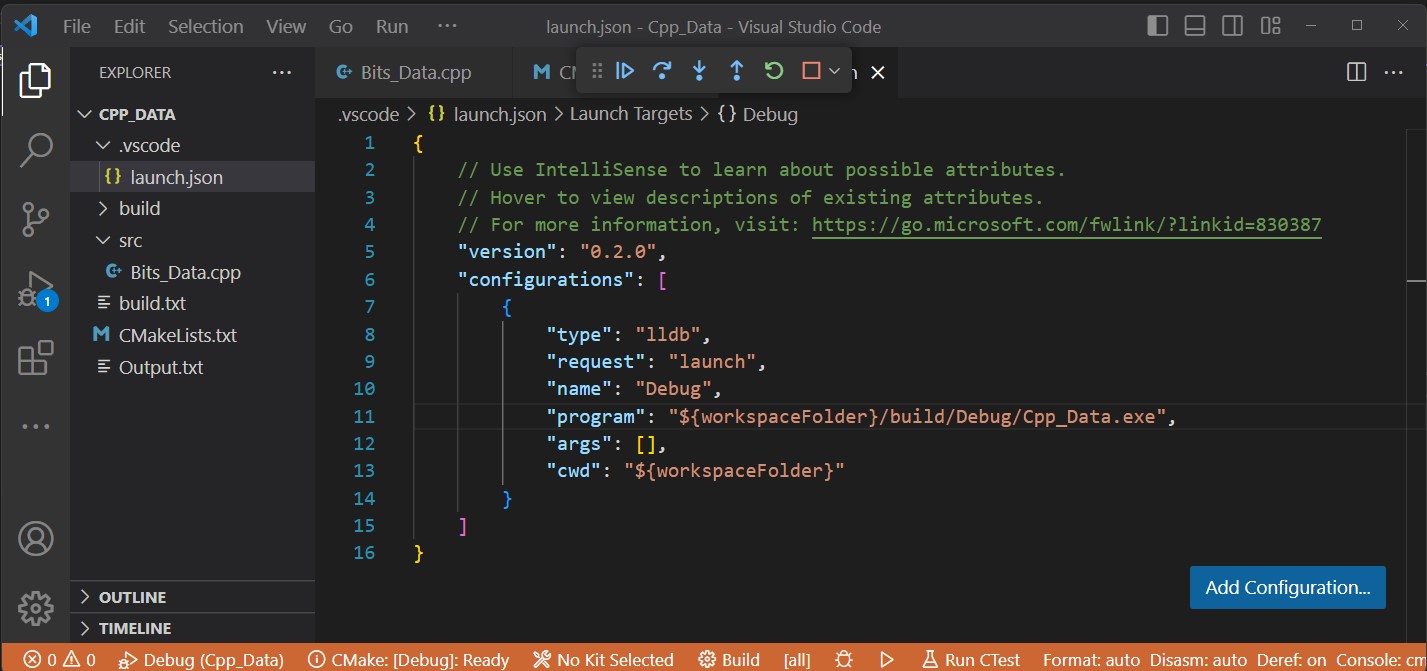 File Edit Selection View Go Run ··· launch.json - Cpp_Data - Visual Studio Code
EXPLORER ···
Bits_Data.cpp
CPP_DATA
.vscode
launch.json
build
src
Bits_Data.cpp
build.txt
CMakeLists.txt
Output.txt
OUTLINE
TIMELINE
1
.vscode > {} launch.json > Launch Targets > {} Debug
1 {
2 // Use IntelliSense to learn about possible attributes.
3 // Hover to view descriptions of existing attributes.
4 // For more information, visit: https://go.microsoft.com/fwlink/?linkid=830387
5 "version": "0.2.0",
6 "configurations": [
7 {
8 "type": "lldb",
9 "request": "launch",
10 "name": "Debug",
11 "program": "${workspaceFolder}/build/Debug/Cpp_Data.exe",
12 "args": [],
13 "cwd": "${workspaceFolder}"
14 }
15 ]
16 }
Add Configuration...
0 0 Debug (Cpp_Data) CMake: [Debug]: Ready No Kit Selected Build [all] Run CTest Format: auto Disasm: auto Deref: on Console: